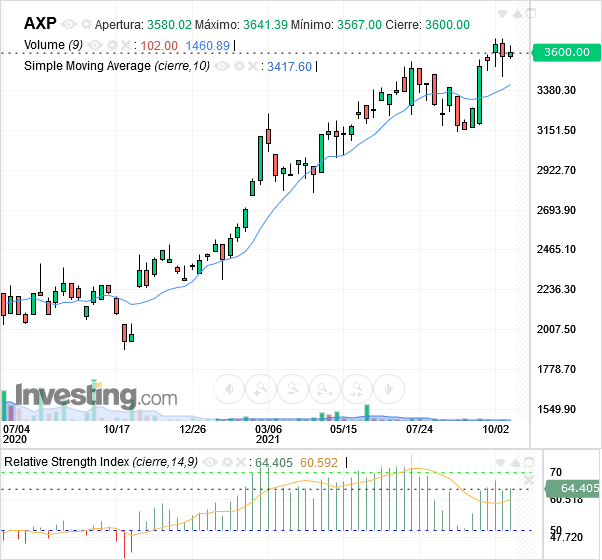 AXP Apertura: 3580.02 Máximo: 3641.39 Mínimo: 3567.00 Cierre: 3600.00
Volume (9) : 102.00 1460.89
Simple Moving Average (cierre,10) : 3417.60
3600.00
3380.30
3151.50
2922.70
2693.90
2465.10
2236.30
2007.50
1778.70
1549.90
Investing.com
07/04 10/17 12/26 03/06 05/15 07/24 10/02
2020 2021
Relative Strength Index (cierre,14,9) : 64.405 60.592
70
64.405
60.518
50
47.720